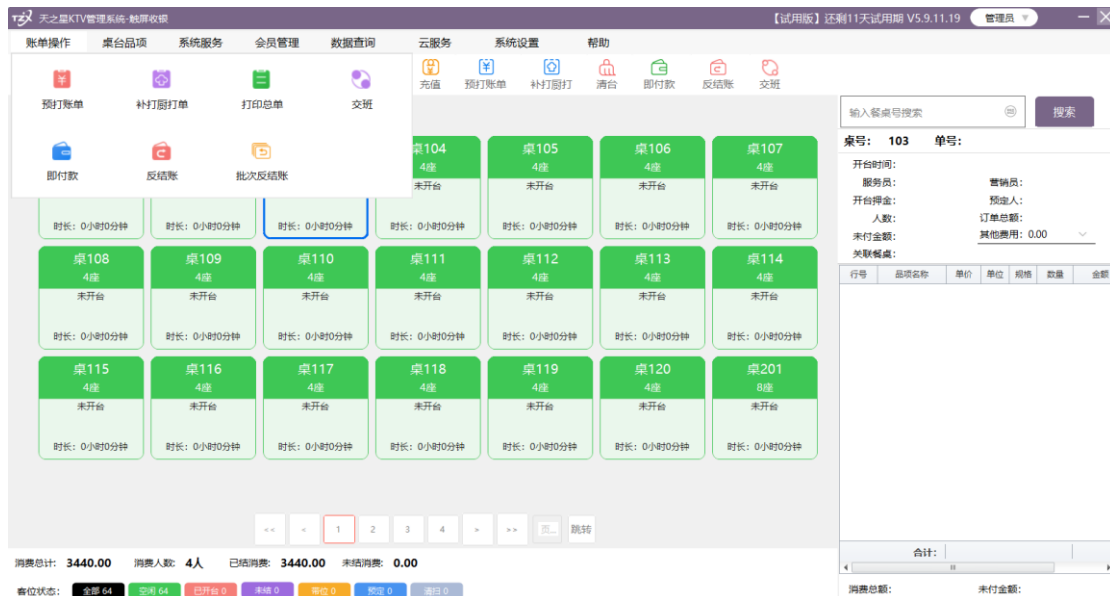 TZX 天之星KTV管理系统-触屏收银 【试用版】还剩11天试用期 V5.9.11.19 管理员
账单操作 桌台品项 系统服务 会员管理 数据查询 云服务 系统设置 帮助
预打账单 补打厨打单 打印总单 交班
即付款 反结账 批次反结账
充值 预打账单 补打厨打 清台 即付款 反结账 交班
输入餐桌号搜索 搜索
桌号: 103 单号:
开台时间:
服务员: 营销员:
开台押金: 预定人:
人数: 订单总额:
未付金额: 其他费用: 0.00
关联餐桌:
行号 品项名称 单价 单位 规格 数量 金额
桌104 桌105 桌106 桌107
4座 4座 4座 4座
未开台 未开台 未开台 未开台
时长: 0小时0分钟 时长: 0小时0分钟 时长: 0小时0分钟 时长: 0小时0分钟 时长: 0小时0分钟 时长: 0小时0分钟 时长: 0小时0分钟
桌108 桌109 桌110 桌111 桌112 桌113 桌114
4座 4座 4座 4座 4座 4座 4座
未开台 未开台 未开台 未开台 未开台 未开台 未开台
时长: 0小时0分钟 时长: 0小时0分钟 时长: 0小时0分钟 时长: 0小时0分钟 时长: 0小时0分钟 时长: 0小时0分钟 时长: 0小时0分钟
桌115 桌116 桌117 桌118 桌119 桌120 桌201
4座 4座 4座 4座 4座 4座 8座
未开台 未开台 未开台 未开台 未开台 未开台 未开台
时长: 0小时0分钟 时长: 0小时0分钟 时长: 0小时0分钟 时长: 0小时0分钟 时长: 0小时0分钟 时长: 0小时0分钟 时长: 0小时0分钟
<< < 1 2 3 4 > >> 页... 跳转
合计:
消费总计: 3440.00 消费人数: 4人 已结消费: 3440.00 未结消费: 0.00
客位状态: 全部 64 空闲 64 已开台 0 未结 0 带位 0 预定 0 清扫 0
消费总额: 未付金额: